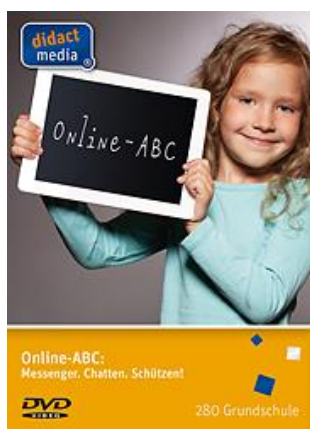 didact
media
®
Online-ABC
Online-ABC:
Messenger. Chatten. Schützen!
DVD
VIDEO
280 Grundschule